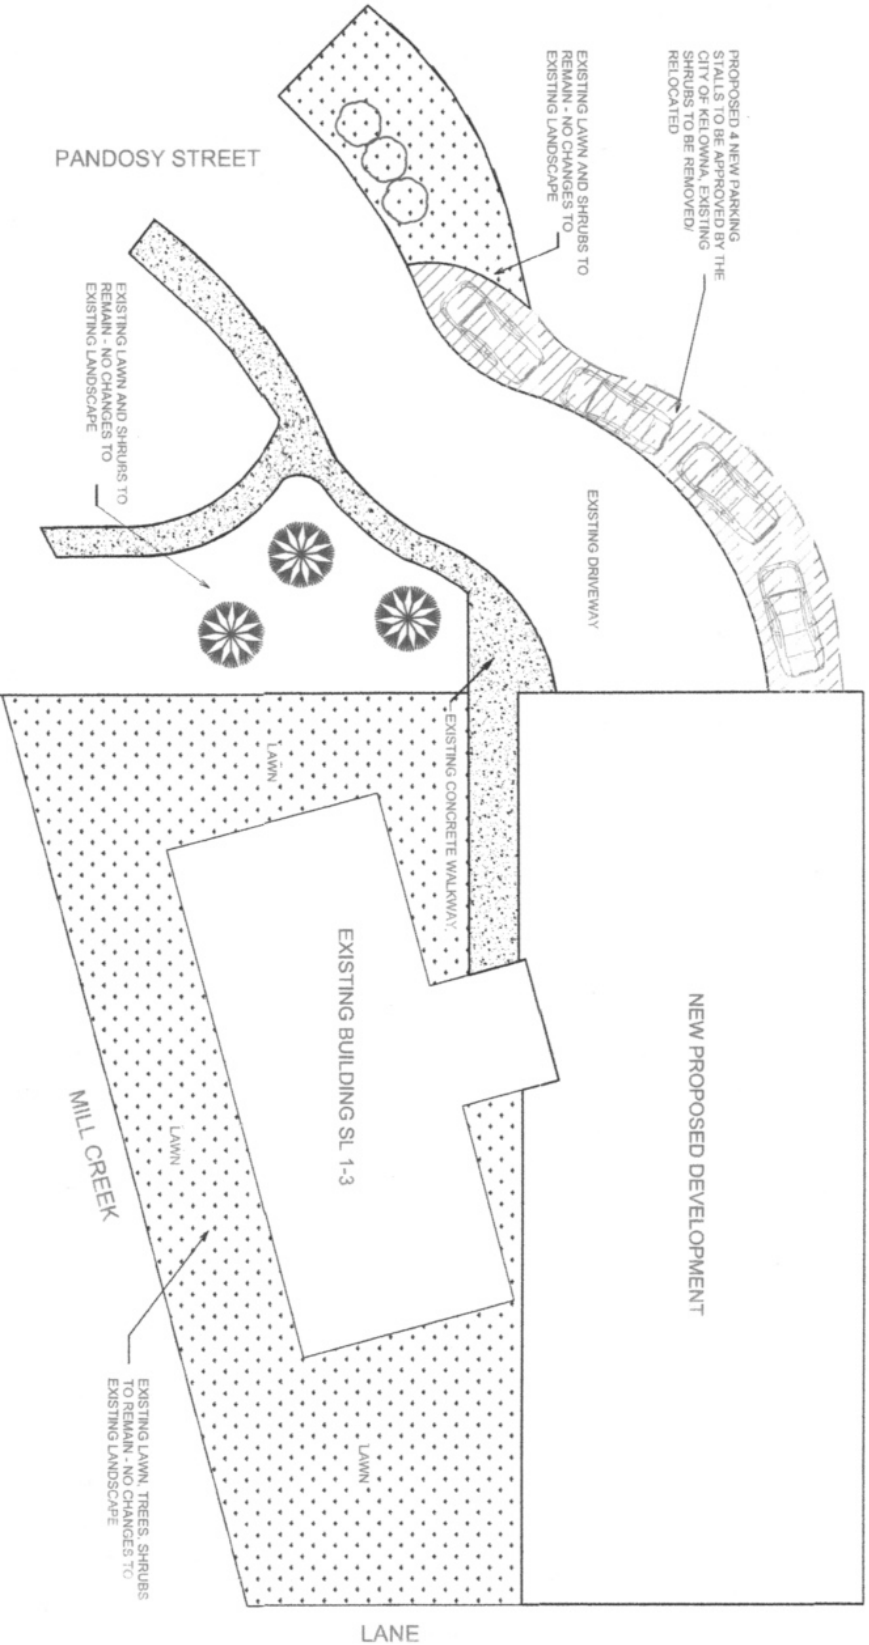 PROPOSED 4 NEW PARKING
STALLS TO BE APPROVED BY THE
CITY OF KELOWNA, EXISTING
SHRUBS TO BE REMOVED/
RELOCATED
EXISTING LAWN AND SHRUBS TO
REMAIN - NO CHANGES TO
EXISTING LANDSCAPE
PANDOSY STREET
EXISTING LAWN AND SHRUBS TO
REMAIN - NO CHANGES TO
EXISTING LANDSCAPE
EXISTING DRIVEWAY
EXISTING CONCRETE WALKWAY
LAWN
EXISTING BUILDING SL 1-3
NEW PROPOSED DEVELOPMENT
MILL CREEK
LAWN
LAWN
EXISTING LAWN, TREES, SHRUBS
TO REMAIN - NO CHANGES TO
EXISTING LANDSCAPE
LANE